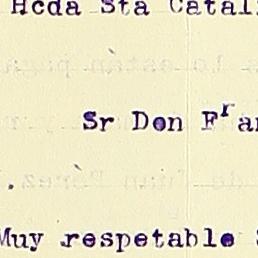 Hcda Sta Catal
Sr Don Fr
Muy respetable